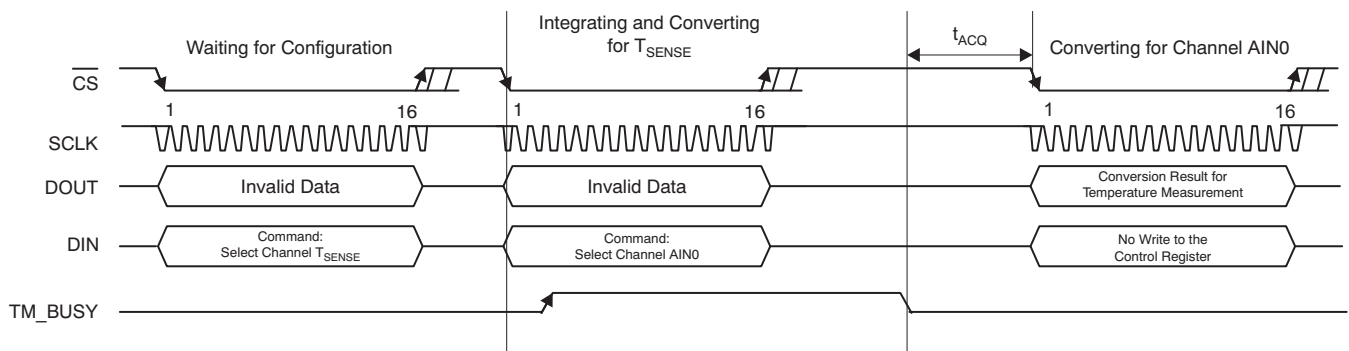 Waiting for Configuration
Integrating and Converting
for TSENSE
tACQ
Converting for Channel AIN0
CS
1
16
1
16
1
16
SCLK
DOUT
Invalid Data
Invalid Data
Conversion Result for
Temperature Measurement
DIN
Command:
Select Channel TSENSE
Command:
Select Channel AIN0
No Write to the
Control Register
TM_BUSY